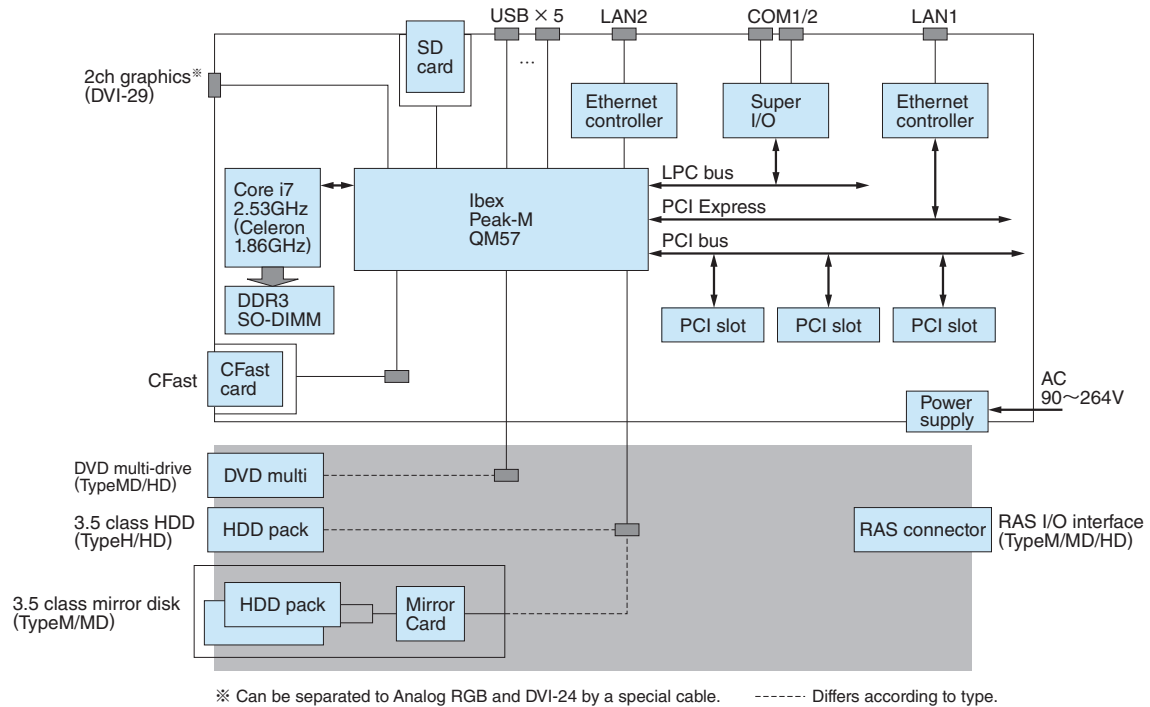 USB × 5
LAN2
COM1/2
LAN1
SD
card
...
2ch graphics※
(DVI-29)
Ethernet
controller
Super
I/O
Ethernet
controller
Core i7
2.53GHz
(Celeron
1.86GHz)
Ibex
Peak-M
QM57
LPC bus
PCI Express
PCI bus
DDR3
SO-DIMM
PCI slot
PCI slot
PCI slot
CFast
CFast
card
AC
90～264V
Power
supply
DVD multi-drive
(TypeMD/HD)
DVD multi
3.5 class HDD
(TypeH/HD)
HDD pack
RAS connector
RAS I/O interface
(TypeM/MD/HD)
3.5 class mirror disk
(TypeM/MD)
HDD pack
Mirror
Card
※ Can be separated to Analog RGB and DVI-24 by a special cable.
------ Differs according to type.